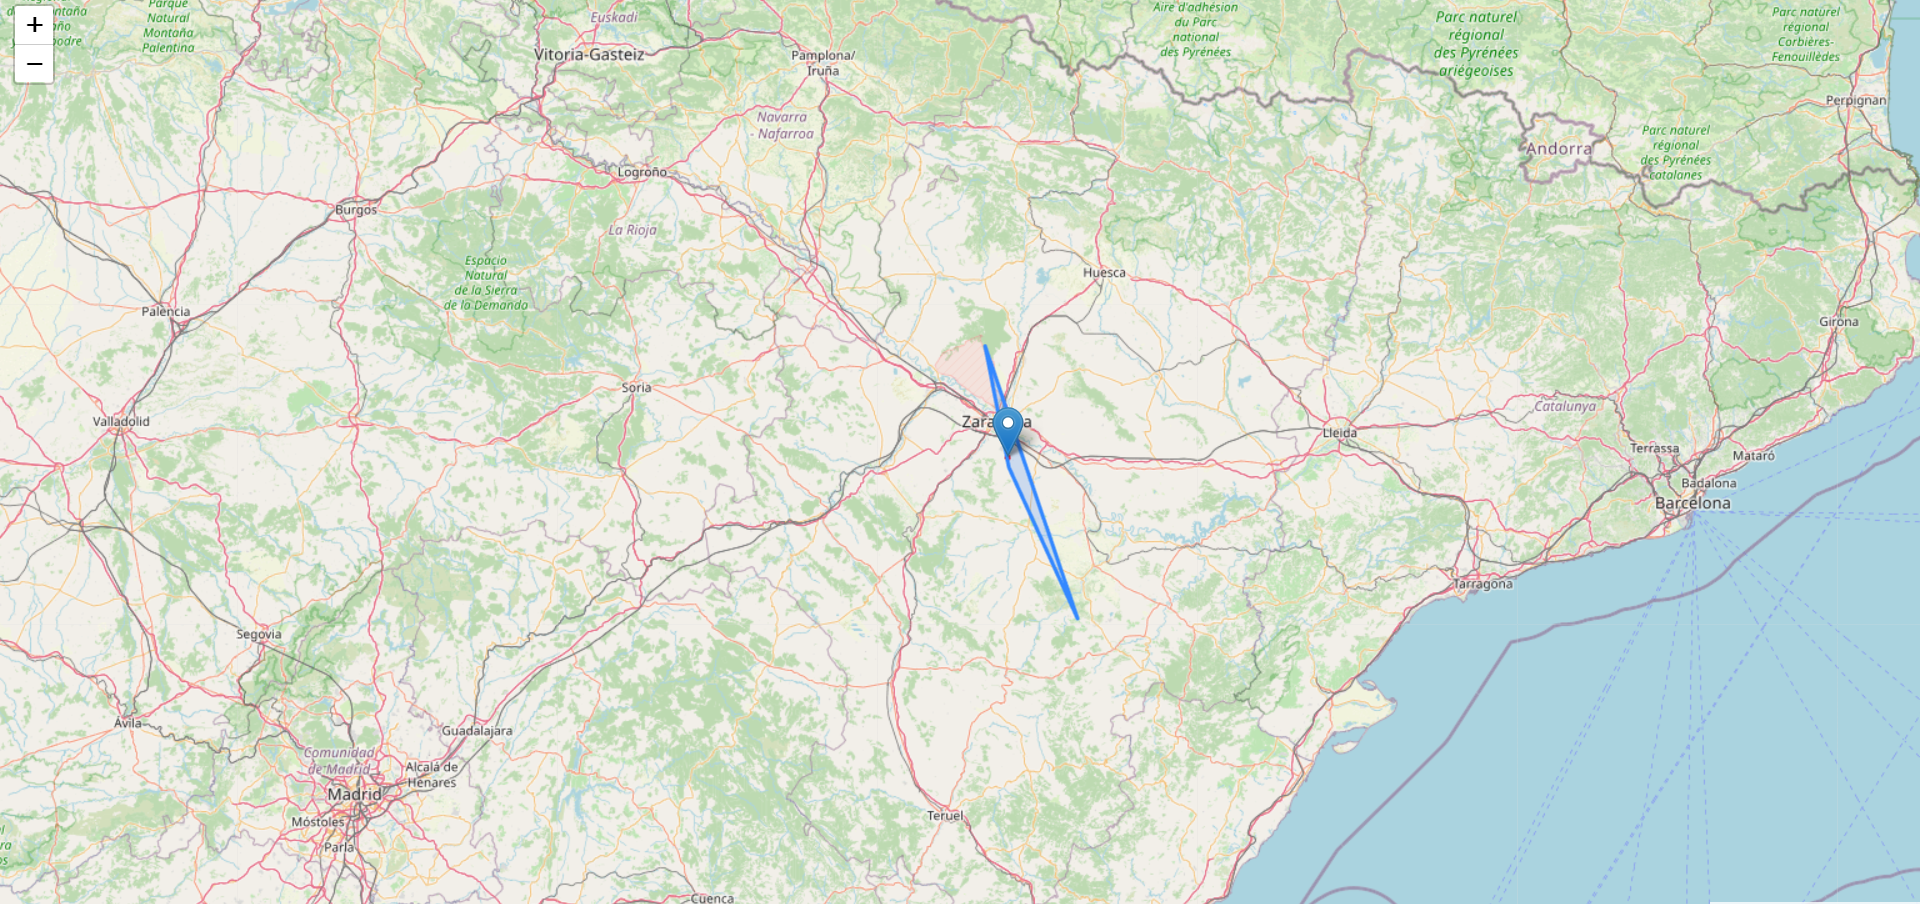 +
−
Parque
Natural
Montaña
Palentina
Euskadi
Vitoria-Gasteiz
Pamplona/
Iruña
Aire d'adhésion
du Parc
national
des Pyrénées
Parc naturel
régional
des Pyrénées
ariégeoises
Parc naturel
régional
Corbières-
Fenouillèdes
Perpignan
Navarra
- Nafarroa
Andorra
Parc naturel
régional
des Pyrénées
catalanes
Logroño
Burgos
La Rioja
Espacio
Natural
de la Sierra
de la Demanda
Huesca
Palencia
Girona
Soria
Valladolid
Catalunya
Lleida
Terrassa
Mataró
Badalona
Barcelona
Tarragona
Segovia
Ávila
Guadalajara
Comunidad
de Madrid
Alcalá de
Henares
Madrid
Móstoles
Parla
Teruel
Cuenca